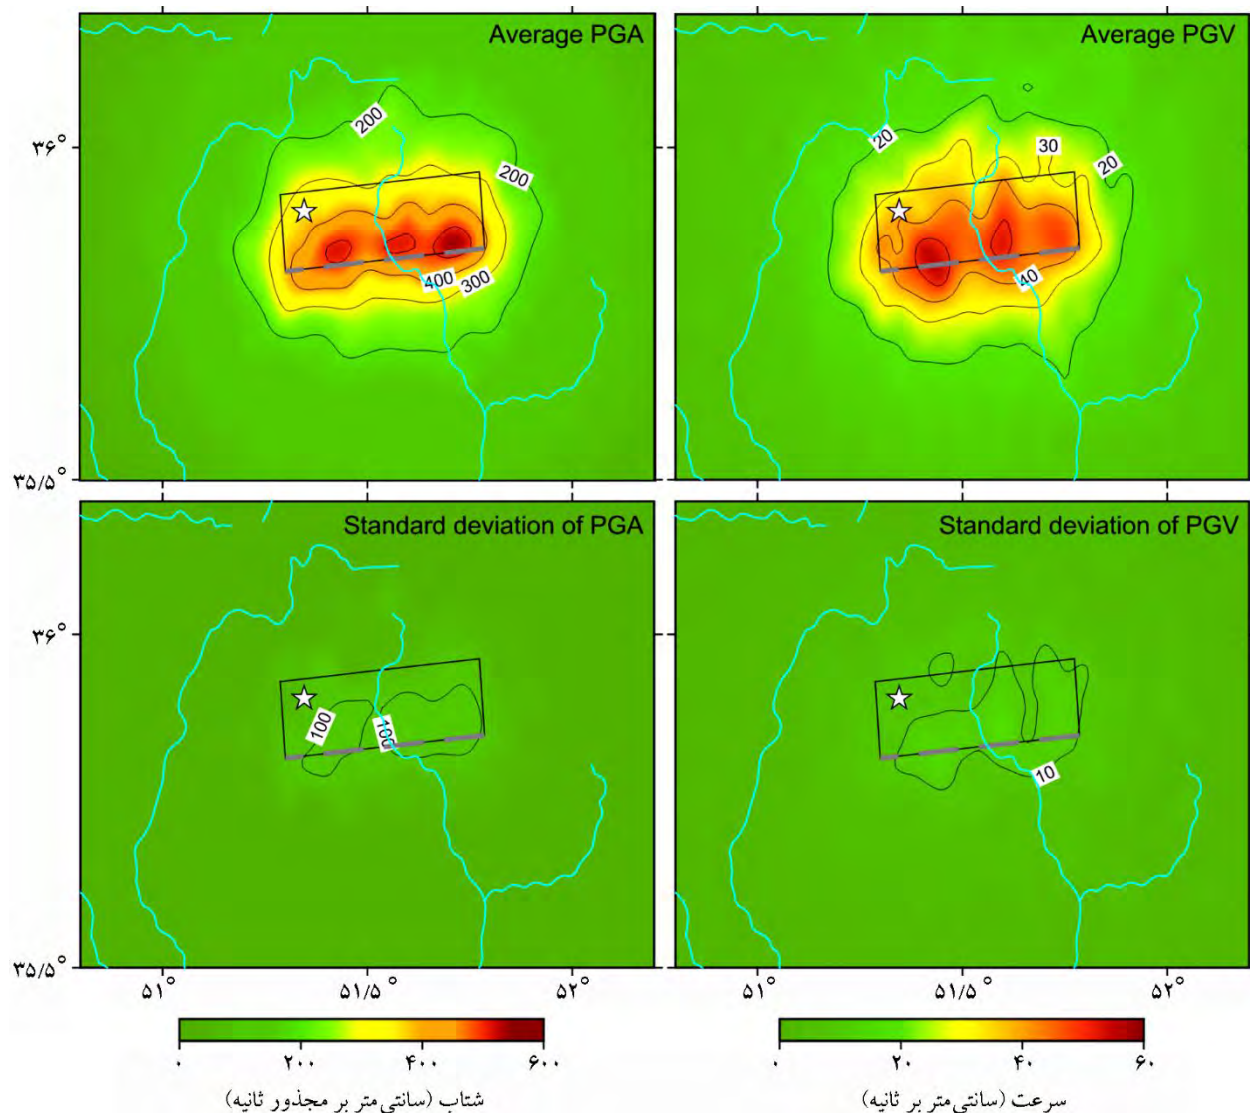 Average PGA
Average PGV
200
200
400
300
20
30
20
40
۳۶°
۳۵/۵°
Standard deviation of PGA
Standard deviation of PGV
100
100
10
۳۶°
۳۵/۵°
۵۱° ۵۱/۵° ۵۲°
۵۱° ۵۱/۵° ۵۲°
۰ ۲۰۰ ۴۰۰ ۶۰۰
شتاب (سانتی‌متر بر مجذور ثانیه)
۰ ۲۰ ۴۰ ۶۰
سرعت (سانتی‌متر بر ثانیه)